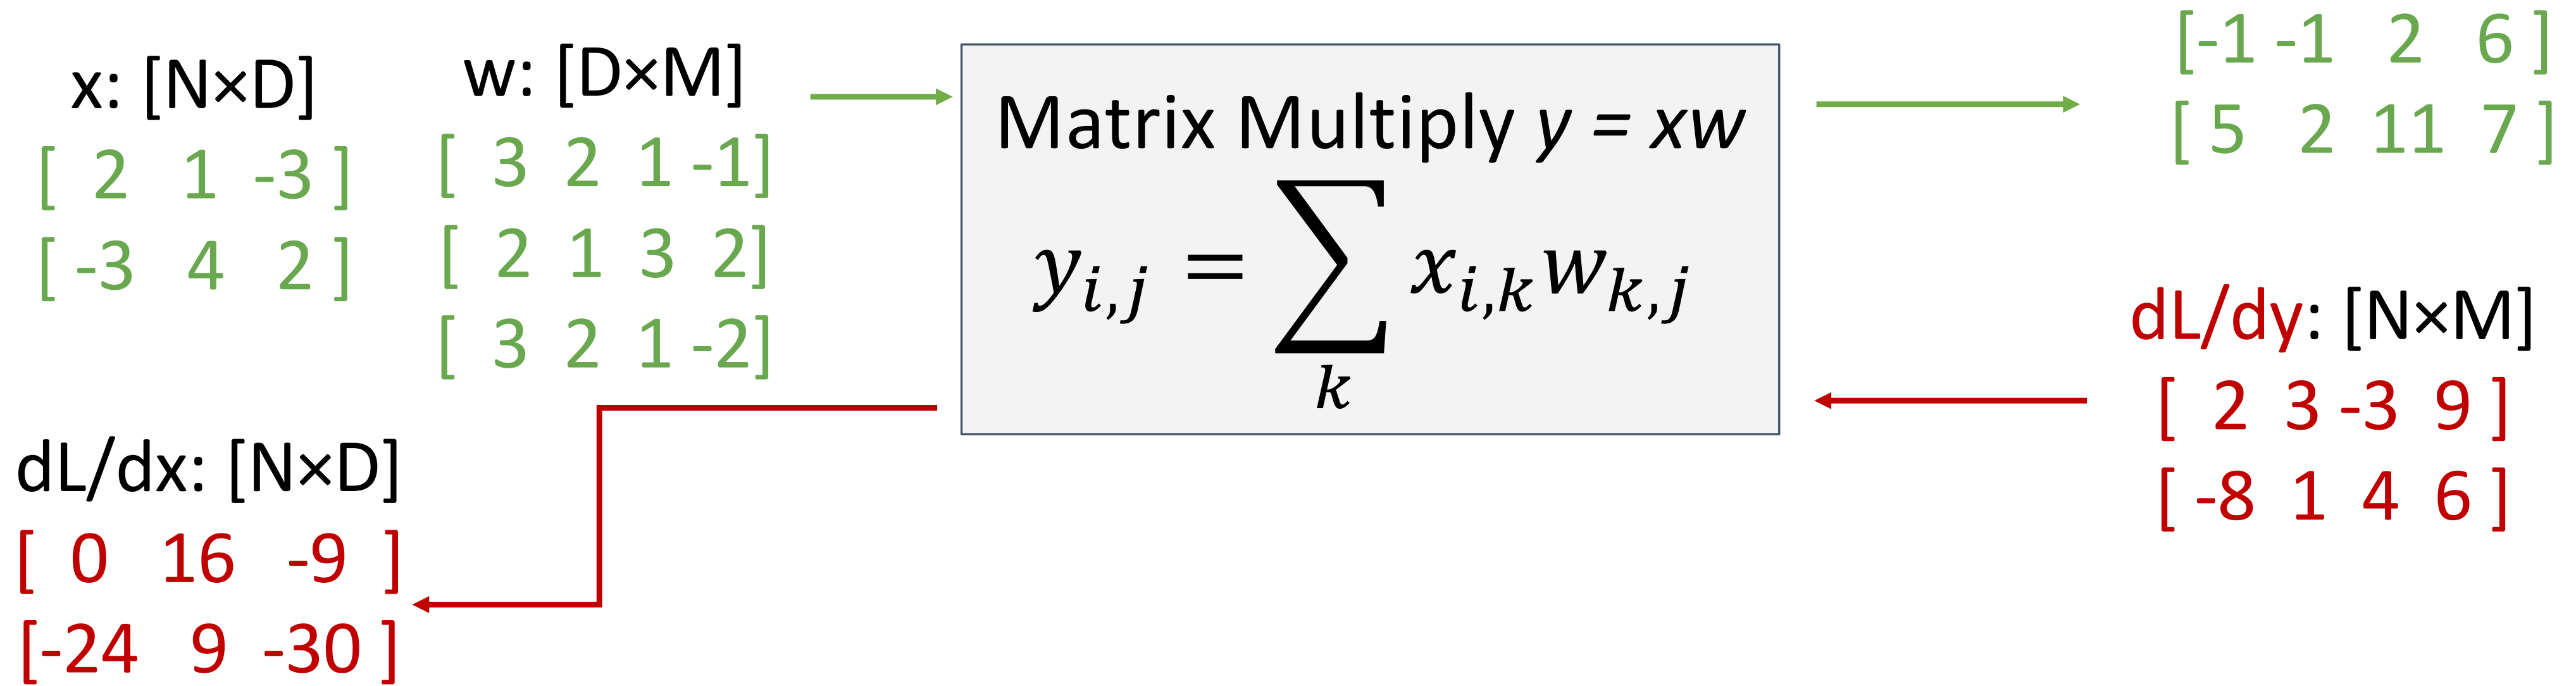 x: [N×D]
[ 2 1 -3 ]
[ -3 4 2 ]
w: [D×M]
[ 3 2 1 -1]
[ 2 1 3 2]
[ 3 2 1 -2]
Matrix Multiply y = xw
y_{i,j} = ∑_k x_{i,k} w_{k,j}
[-1 -1 2 6 ]
[ 5 2 11 7 ]
dL/dy: [N×M]
[ 2 3 -3 9 ]
[ -8 1 4 6 ]
dL/dx: [N×D]
[ 0 16 -9 ]
[-24 9 -30 ]